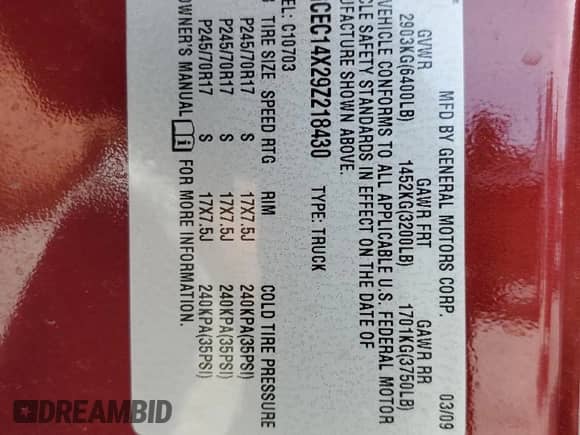 MFD BY GENERAL MOTORS CORP. 03/09
GVWR GAWR FRT GAWR RR
2903KG(6400LB) 1452KG(3200LB) 1701KG(3750LB)
VEHICLE CONFORMS TO ALL APPLICABLE U.S. FEDERAL MOTOR
CLE SAFETY STANDARDS IN EFFECT ON THE DATE OF
UFACTURE SHOWN ABOVE.
CEC14X29Z218430 TYPE: TRUCK
EL: C10703
TIRE SIZE SPEED RTG RIM COLD TIRE PRESSURE
P245/70R17 S 17X7.5J 240KPA(35PSI)
P245/70R17 S 17X7.5J 240KPA(35PSI)
P245/70R17 S 17X7.5J 240KPA(35PSI)
OWNER'S MANUAL i FOR MORE INFORMATION.
DREAMBID